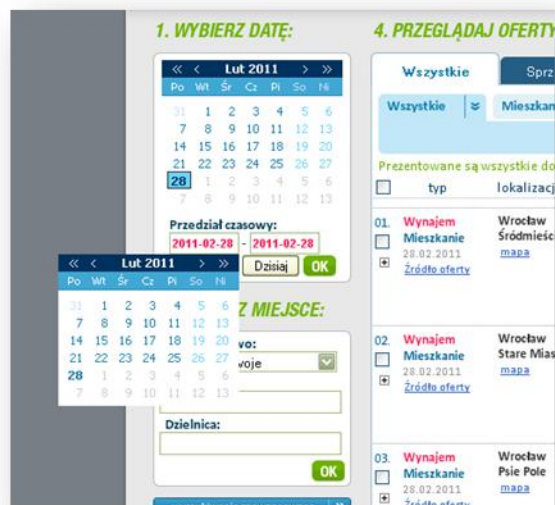 1. WYBIERZ DATĘ:
« < Lut 2011 > »
Po Wt Śr Cz Pi So Ni
31 1 2 3 4 5 6
7 8 9 10 11 12 13
14 15 16 17 18 19 20
21 22 23 24 25 26 27
28 1 2 3 4 5 6
7 8 9 10 11 12 13
Przedział czasowy:
2011-02-28 - 2011-02-28
Dzisiaj OK
« < Lut 2011 > »
Po Wt Śr Cz Pi So Ni
31 1 2 3 4 5 6
7 8 9 10 11 12 13
14 15 16 17 18 19 20
21 22 23 24 25 26 27
28 1 2 3 4 5 6
7 8 9 10 11 12 13
Z MIEJSCE:
wo:
woje
Dzielnica:
OK
4. PRZEGLĄDAJ OFERTY
Wszystkie Sprz
Wszystkie Mieszkan
Prezentowane są wszystkie do
typ lokalizacj
01. Wynajem Wrocław
Mieszkanie Śródmieśc
28.02.2011 mapa
Źródło oferty
02. Wynajem Wrocław
Mieszkanie Stare Mias
28.02.2011 mapa
Źródło oferty
03. Wynajem Wrocław
Mieszkanie Psie Pole
28.02.2011 mapa
Źródło oferty